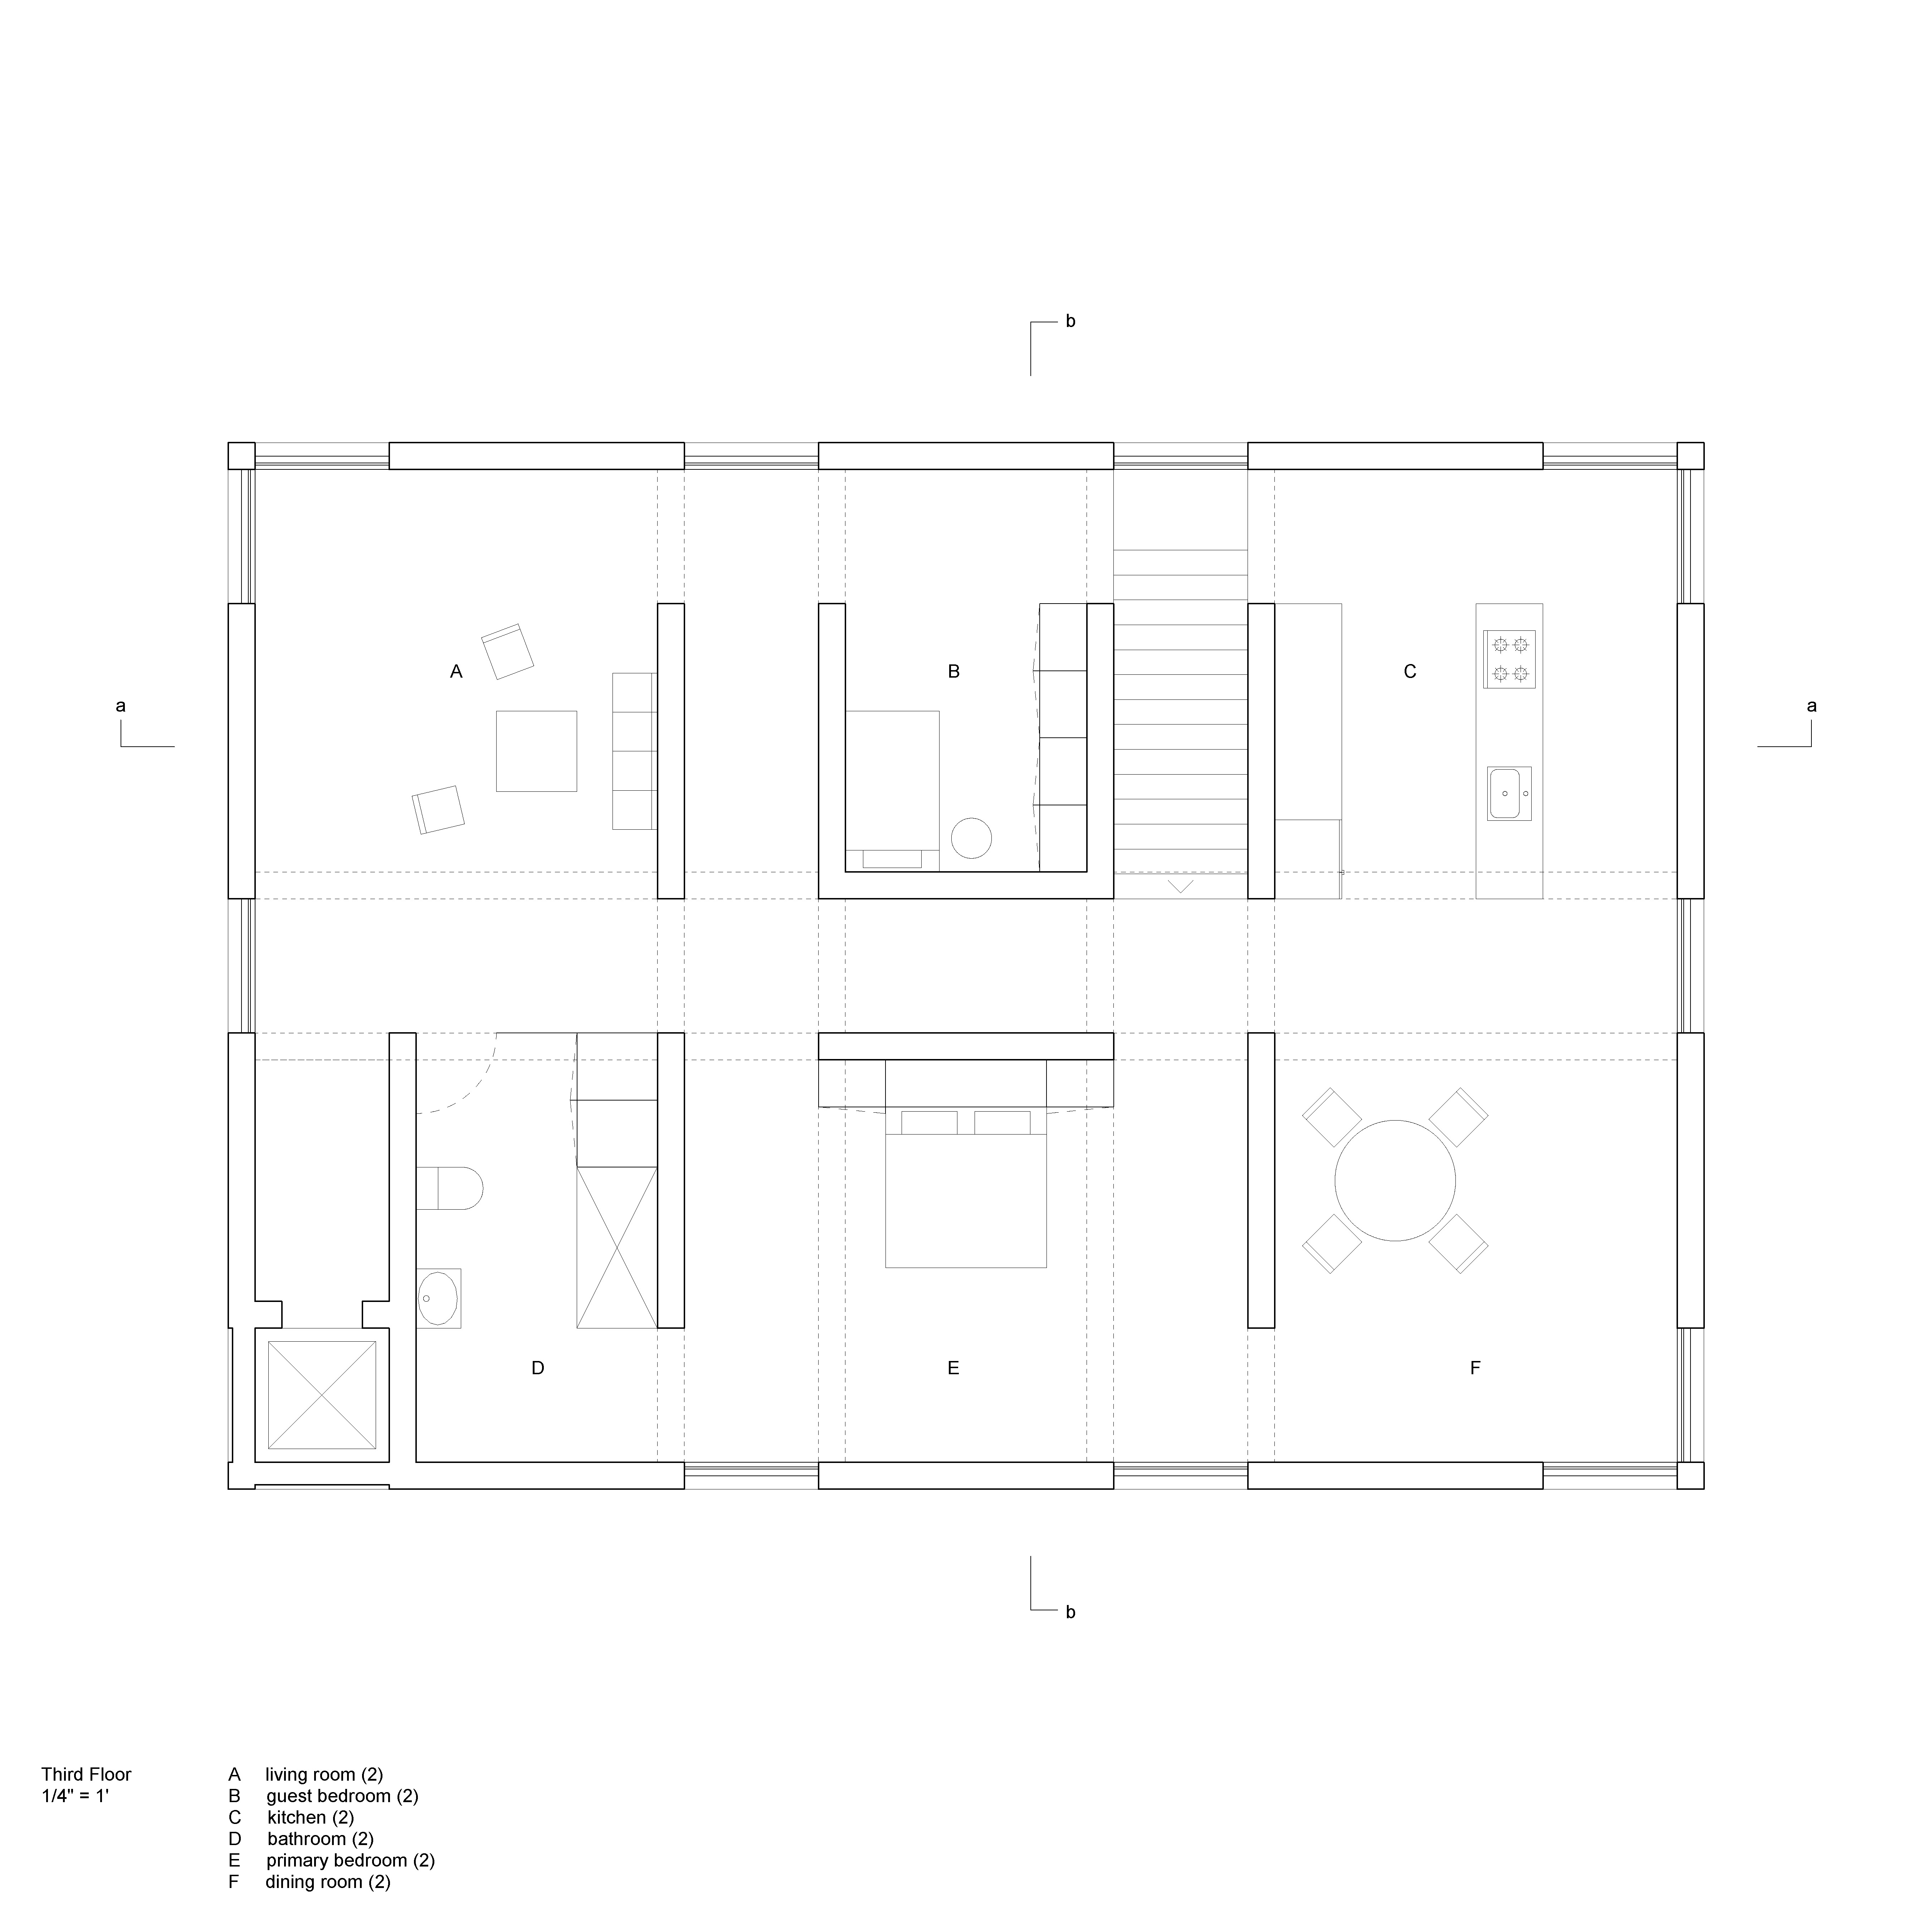 b
A
B
C
a
a
D
E
F
b
Third Floor
1/4" = 1'
A living room (2)
B guest bedroom (2)
C kitchen (2)
D bathroom (2)
E primary bedroom (2)
F dining room (2)